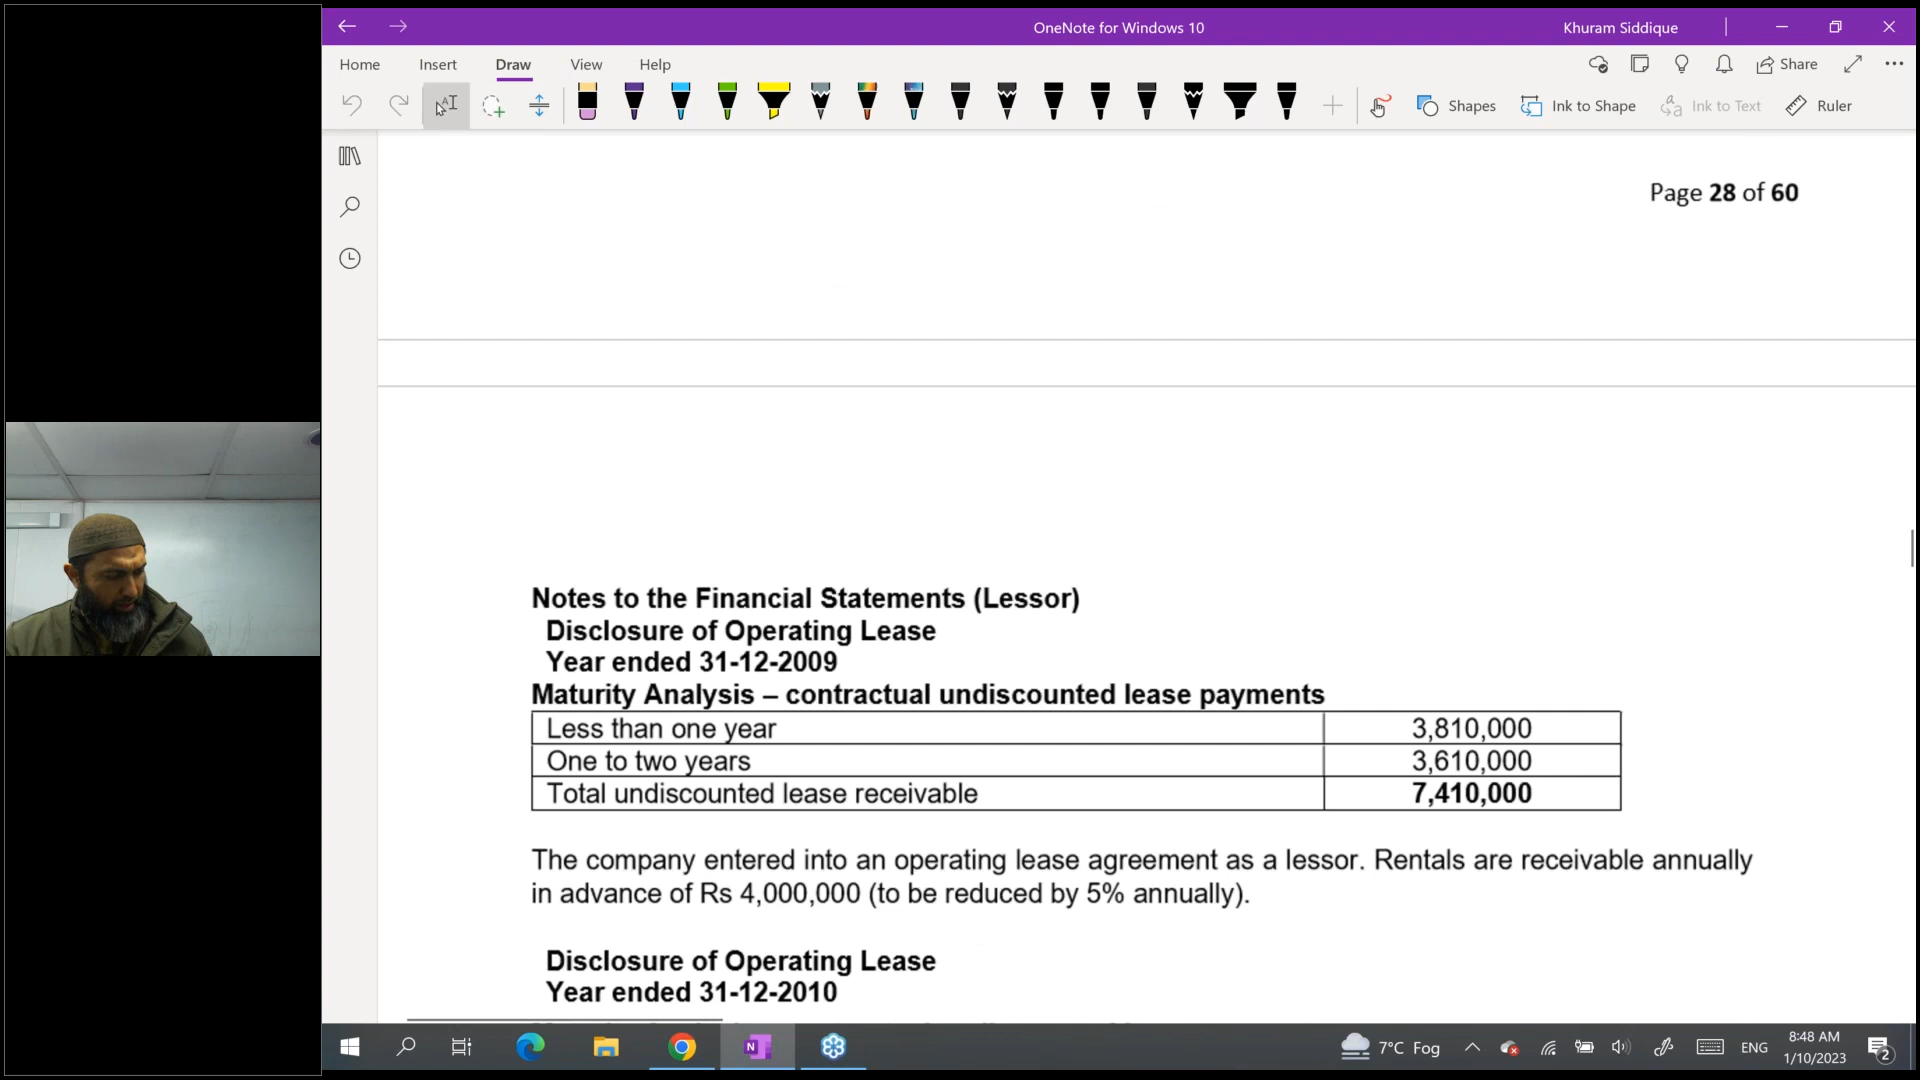 OneNote for Windows 10
Khuram Siddique
Home
Insert
Draw
View
Help
Share
Shapes
Ink to Shape
Ink to Text
Ruler
Page 28 of 60
Notes to the Financial Statements (Lessor)
Disclosure of Operating Lease
Year ended 31-12-2009
Maturity Analysis – contractual undiscounted lease payments
Less than one year 3,810,000
One to two years 3,610,000
Total undiscounted lease receivable 7,410,000
The company entered into an operating lease agreement as a lessor. Rentals are receivable annually
in advance of Rs 4,000,000 (to be reduced by 5% annually).
Disclosure of Operating Lease
Year ended 31-12-2010
7°C Fog
ENG
8:48 AM
1/10/2023
2